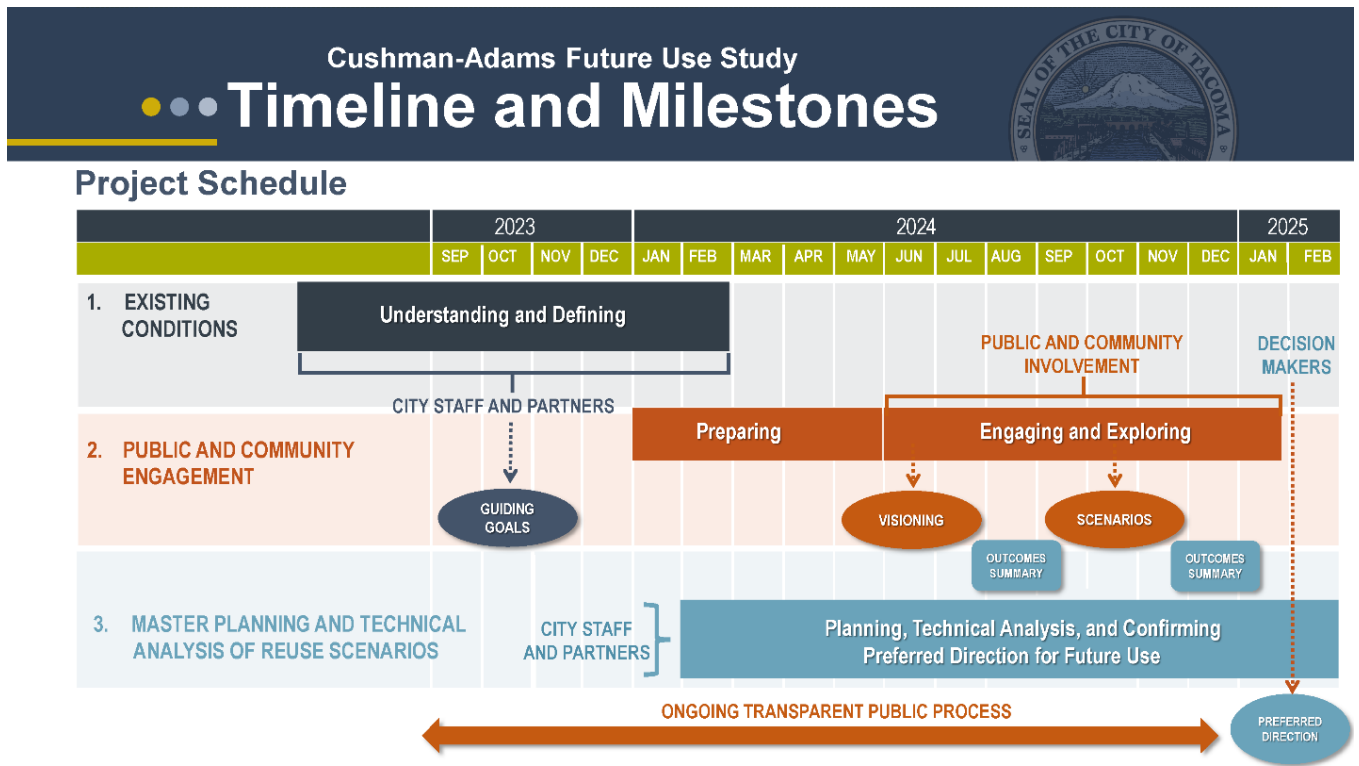 Cushman-Adams Future Use Study
Timeline and Milestones
SEAL OF THE CITY OF TACOMA
Project Schedule
2023 2024 2025
SEP OCT NOV DEC JAN FEB MAR APR MAY JUN JUL AUG SEP OCT NOV DEC JAN FEB
1. EXISTING
CONDITIONS
Understanding and Defining
CITY STAFF AND PARTNERS
PUBLIC AND COMMUNITY
INVOLVEMENT
DECISION
MAKERS
2. PUBLIC AND COMMUNITY
ENGAGEMENT
Preparing
Engaging and Exploring
GUIDING
GOALS
VISIONING
SCENARIOS
OUTCOMES
SUMMARY
OUTCOMES
SUMMARY
3. MASTER PLANNING AND TECHNICAL
ANALYSIS OF REUSE SCENARIOS
CITY STAFF
AND PARTNERS
Planning, Technical Analysis, and Confirming
Preferred Direction for Future Use
ONGOING TRANSPARENT PUBLIC PROCESS
PREFERRED
DIRECTION